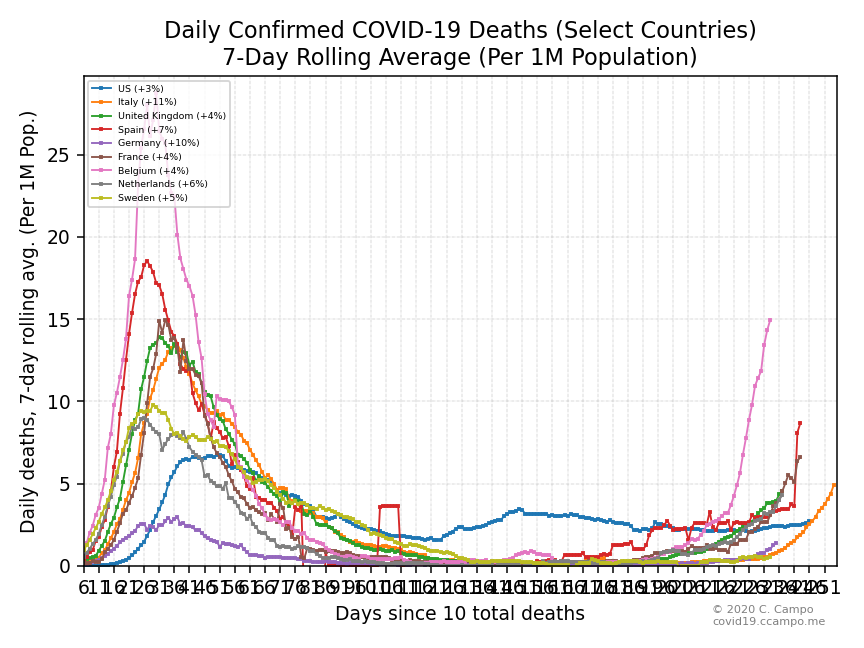 Daily Confirmed COVID-19 Deaths (Select Countries)
7-Day Rolling Average (Per 1M Population)
US (+3%)
Italy (+11%)
United Kingdom (+4%)
Spain (+7%)
Germany (+10%)
France (+4%)
Belgium (+4%)
Netherlands (+6%)
Sweden (+5%)
Daily deaths, 7-day rolling avg. (Per 1M Pop.)
25
20
15
10
5
0
Days since 10 total deaths
© 2020 C. Campo
covid19.ccampo.me